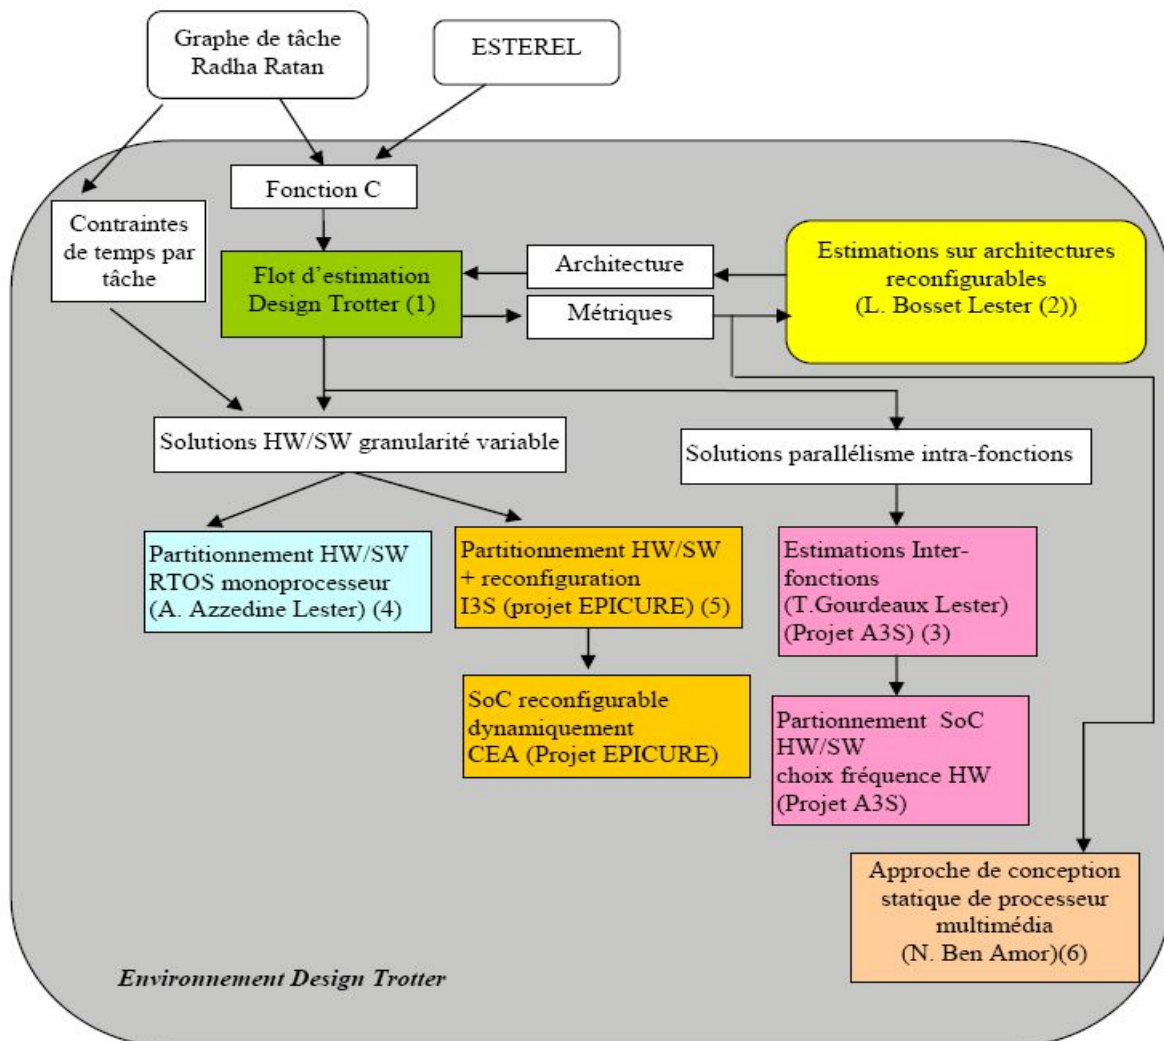 Graphe de tâche
Radha Ratan
ESTEREL
Fonction C
Contraintes
de temps par
tâche
Flot d'estimation
Design Trotter (1)
Architecture
Métriques
Estimations sur architectures
reconfigurables
(L. Bosset Lester (2))
Solutions HW/SW granularité variable
Solutions parallélisme intra-fonctions
Partitionnement HW/SW
RTOS monoprocesseur
(A. Azzedine Lester) (4)
Partitionnement HW/SW
+ reconfiguration
I3S (projet EPICURE) (5)
Estimations Inter-
fonctions
(T.Gourdeaux Lester)
(Projet A3S) (3)
SoC reconfigurable
dynamiquement
CEA (Projet EPICURE)
Partionnement SoC
HW/SW
choix fréquence HW
(Projet A3S)
Approche de conception
statique de processeur
multimédia
(N. Ben Amor)(6)
Environnement Design Trotter